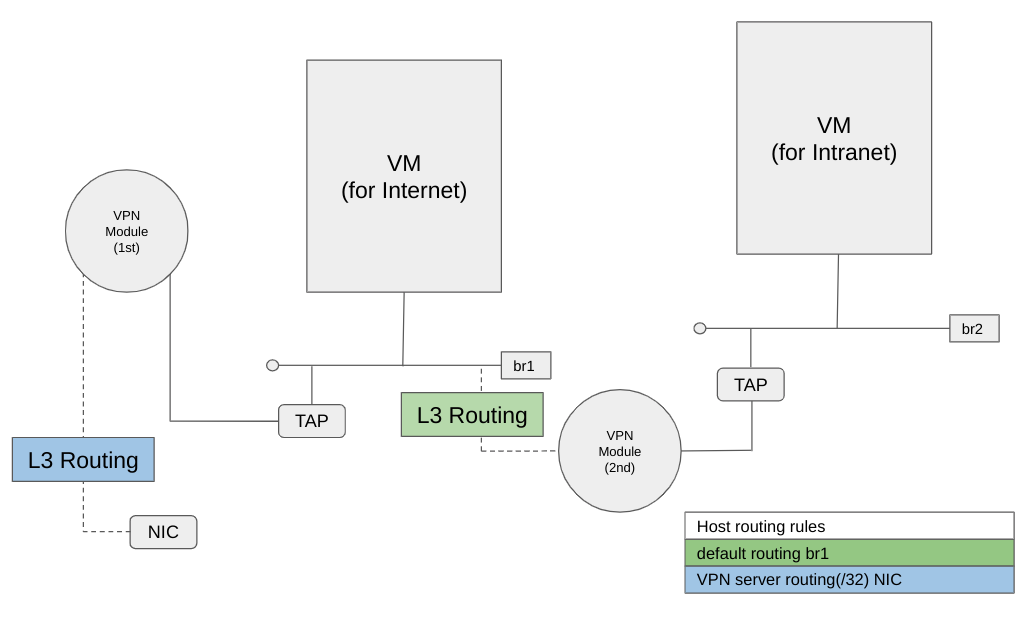 VM
(for Intranet)
VM
(for Internet)
VPN
Module
(1st)
br2
br1
TAP
TAP
L3 Routing
VPN
Module
(2nd)
L3 Routing
NIC
Host routing rules
default routing br1
VPN server routing(/32) NIC